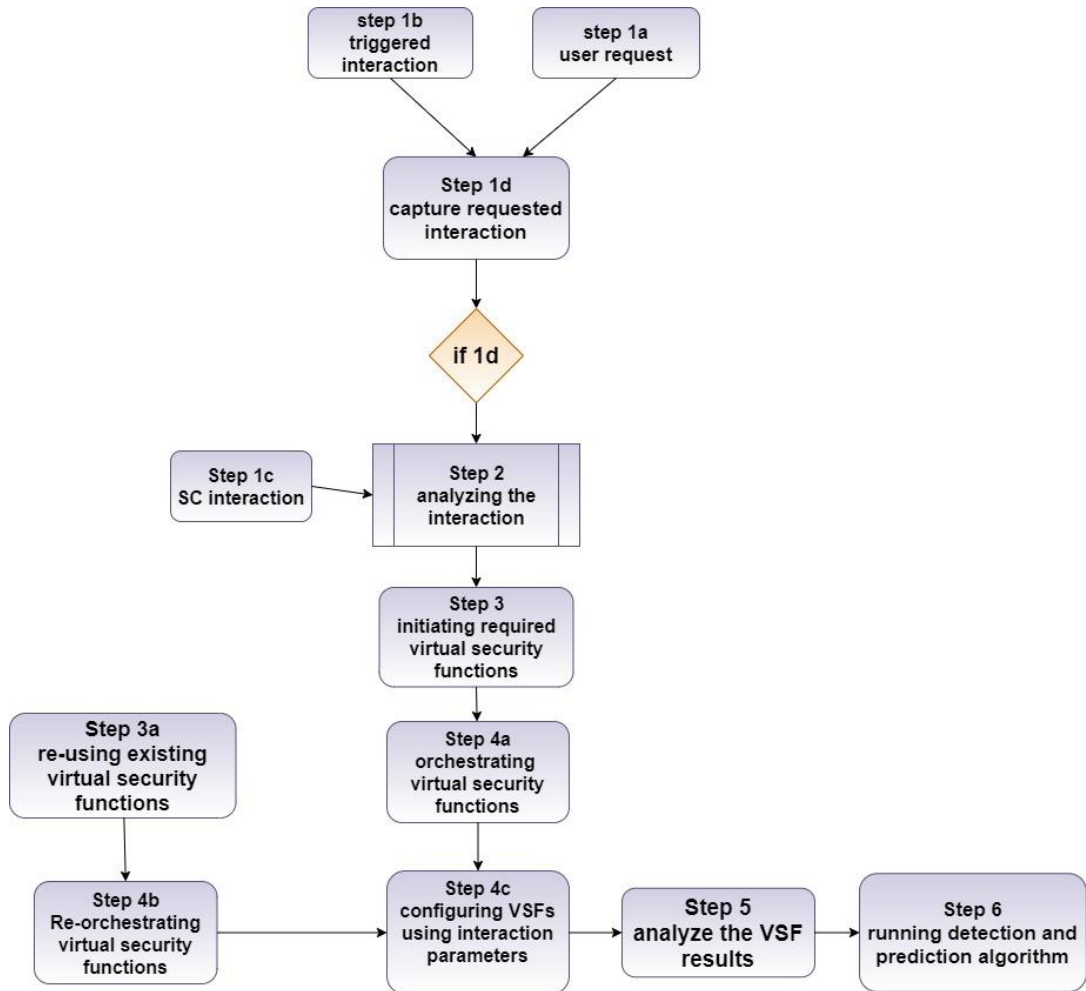 step 1b
triggered
interaction
step 1a
user request
Step 1d
capture requested
interaction
if 1d
Step 1c
SC interaction
Step 2
analyzing the
interaction
Step 3
initiating required
virtual security
functions
Step 3a
re-using existing
virtual security
functions
Step 4a
orchestrating
virtual security
functions
Step 4b
Re-orchestrating
virtual security
functions
Step 4c
configuring VSFs
using interaction
parameters
Step 5
analyze the VSF
results
Step 6
running detection and
prediction algorithm